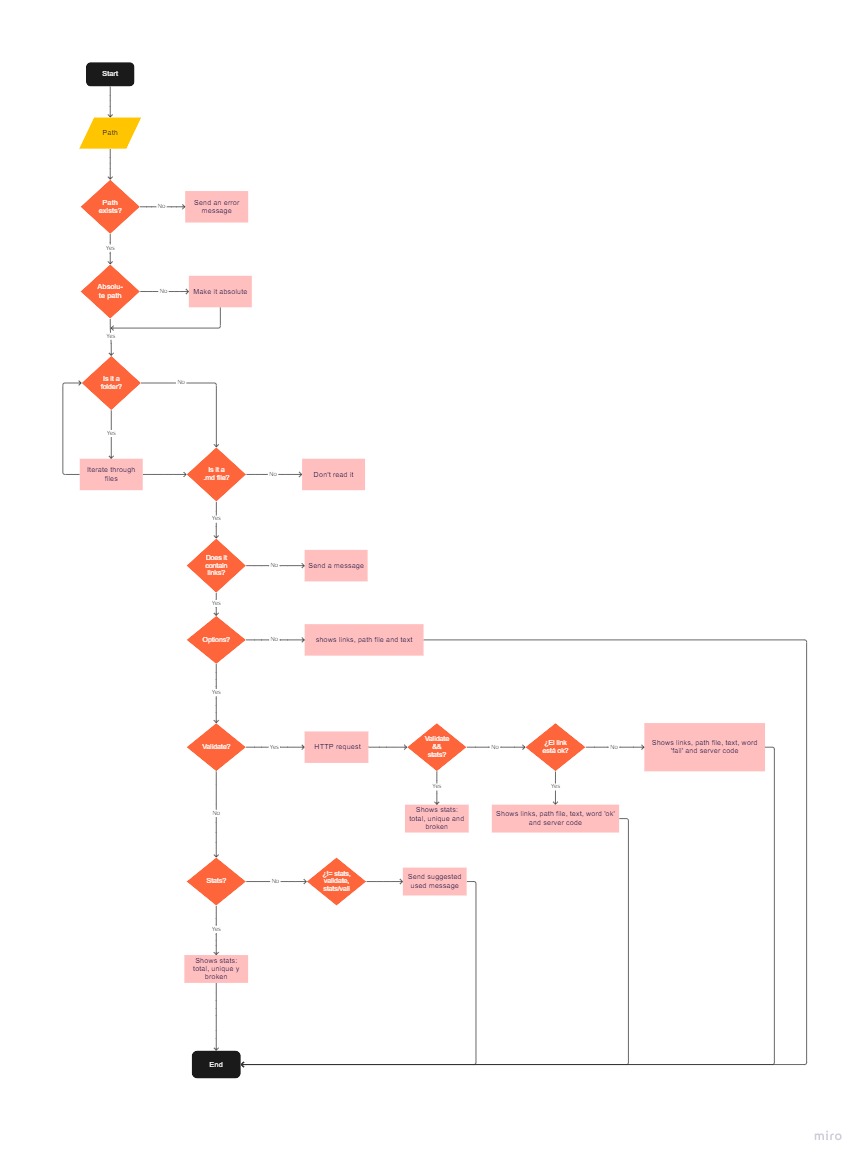 Start
Path
Path
exists?
No
Send an error
message
Yes
Absolu-
te path
No
Make it absolute
Yes
Is it a
folder?
No
Yes
Iterate through
files
Is it a
.md file?
No
Don't read it
Yes
Does it
contain
links?
No
Send a message
Yes
Options?
No
shows links, path file and text
Yes
Validate?
Yes
HTTP request
Validate
&&
stats?
No
¿El link
está ok?
No
Shows links, path file, text, word
'fail' and server code
Yes
Yes
Shows stats:
total, unique and
broken
Shows links, path file, text, word 'ok'
and server code
No
Stats?
No
¿!= stats,
validate,
stats/vali
Send suggested
used message
Yes
Shows stats:
total, unique y
broken
End
miro